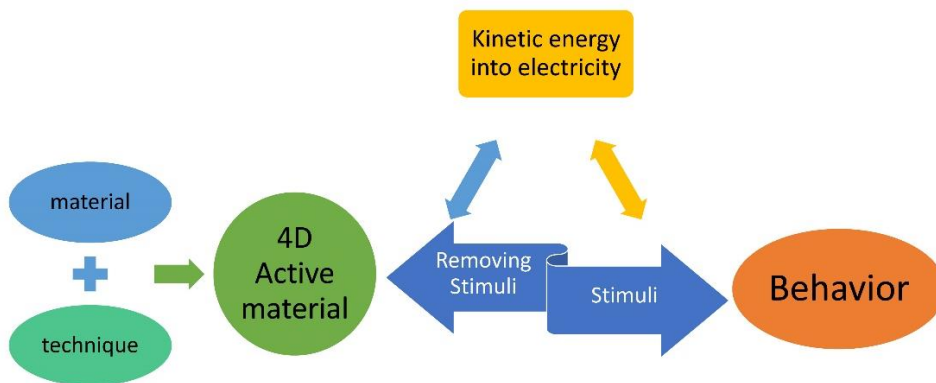 Kinetic energy
into electricity
material
technique
4D
Active
material
Removing
Stimuli
Stimuli
Behavior